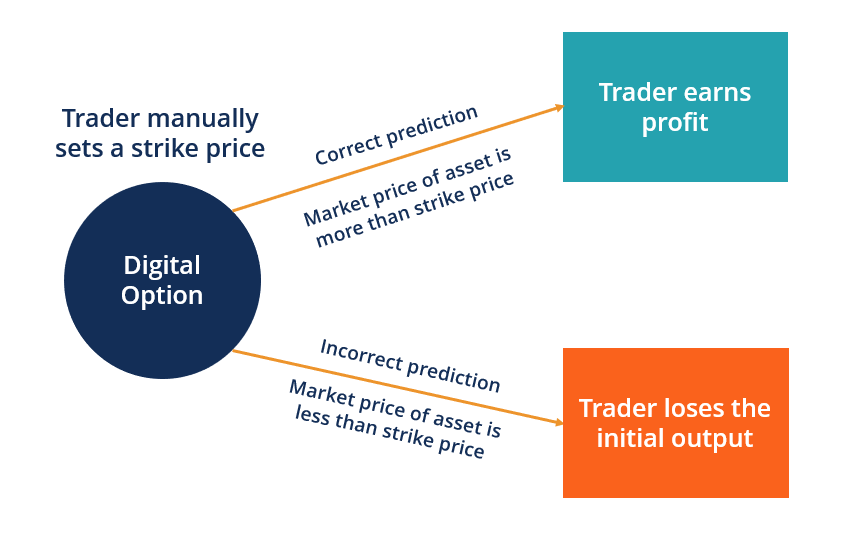 Trader manually
sets a strike price
Digital
Option
Correct prediction
Market price of asset is
more than strike price
Trader earns
profit
Incorrect prediction
Market price of asset is
less than strike price
Trader loses the
initial output